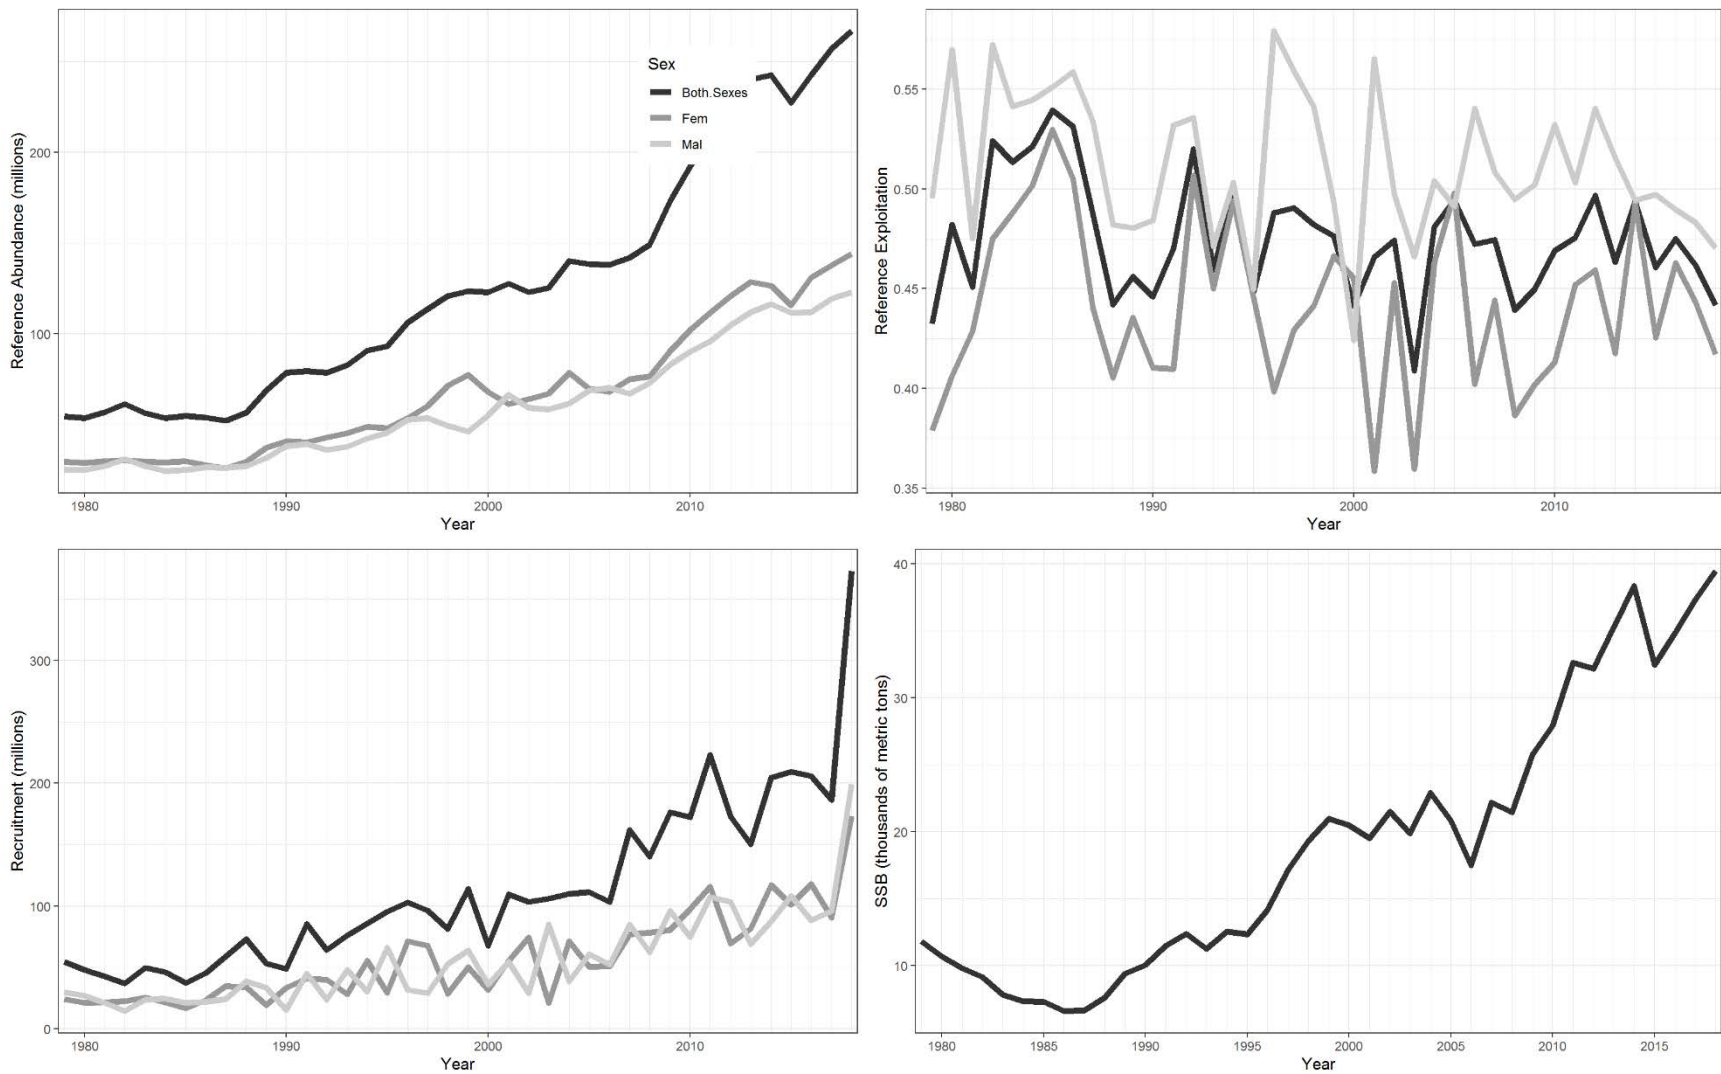 Reference Abundance (millions)
200
100
Sex
Both.Sexes
Fem
Mal
1980
1990
2000
2010
Year
Reference Exploitation
0.55
0.50
0.45
0.40
0.35
1980
1990
2000
2010
Year
Recruitment (millions)
300
200
100
0
1980
1990
2000
2010
Year
SSB (thousands of metric tons)
40
30
20
10
1980
1985
1990
1995
2000
2005
2010
2015
Year